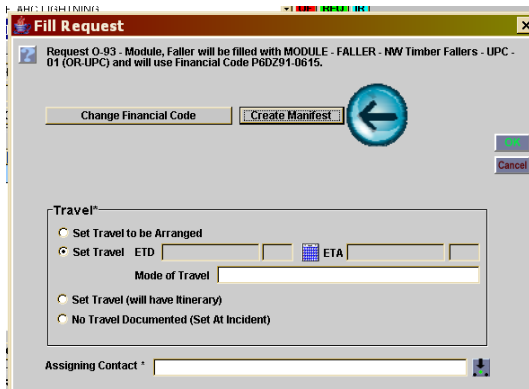 ABC LIGHTNING
Fill Request
Request O-93 - Module, Faller will be filled with MODULE - FALLER - NW Timber Fallers - UPC -
01 (OR-UPC) and will use Financial Code P6DZ91-0615.
Change Financial Code Create Manifest
OK
Cancel
Travel*
Set Travel to be Arranged
Set Travel ETD ETA
Mode of Travel
Set Travel (will have Itinerary)
No Travel Documented (Set At Incident)
Assigning Contact *